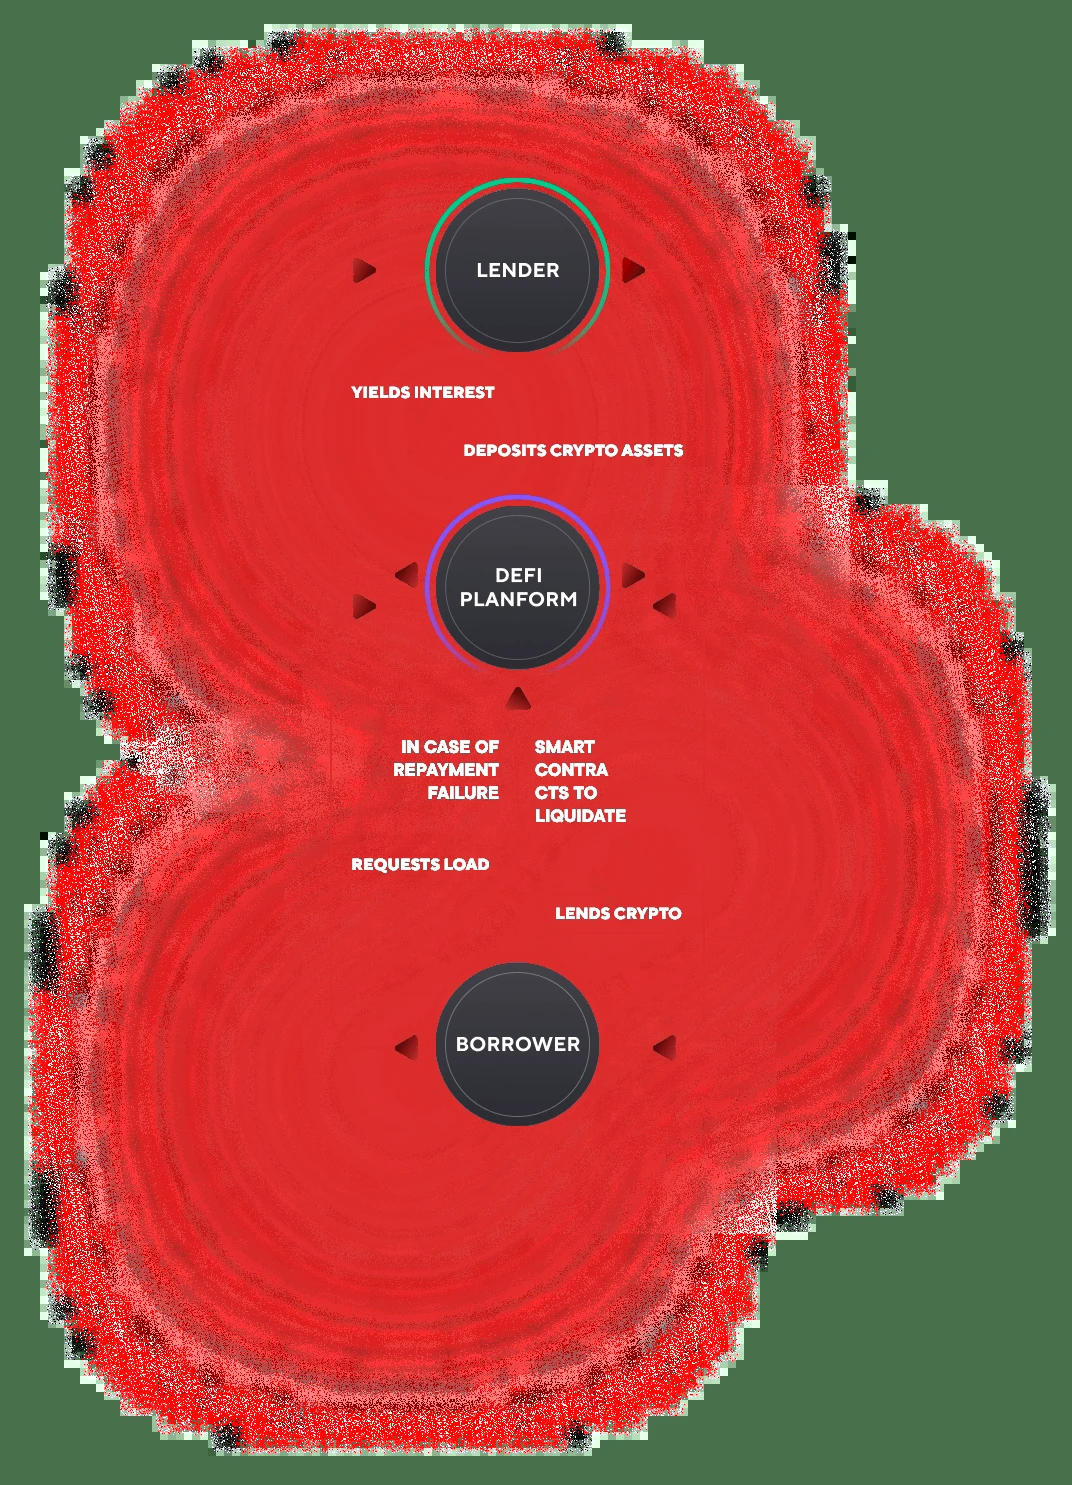 LENDER
YIELDS INTEREST
DEPOSITS CRYPTO ASSETS
DEFI
PLANFORM
IN CASE OF
REPAYMENT
FAILURE
SMART
CONTRA
CTS TO
LIQUIDATE
REQUESTS LOAD
LENDS CRYPTO
BORROWER